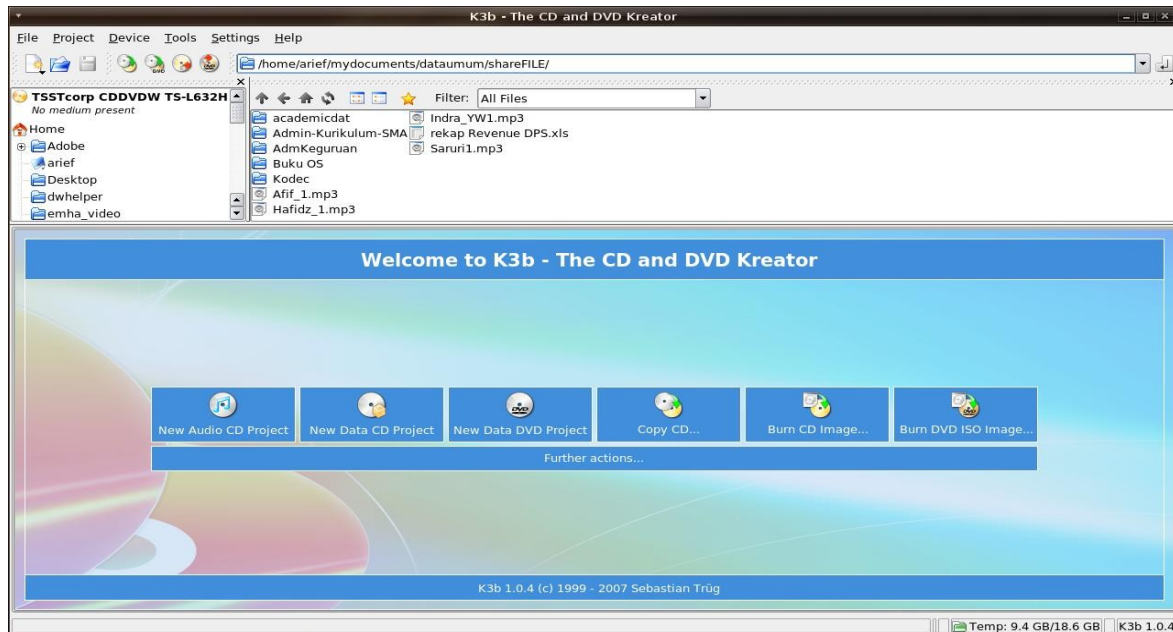 K3b - The CD and DVD Kreator
File Project Device Tools Settings Help
/home/arief/mydocuments/dataumum/shareFILE/
TSSTcorp CDDVDW TS-L632H
No medium present
Home
Adobe
arief
Desktop
dwhelper
emha_video
Filter: All Files
academicdat
Admin-Kurikulum-SMA
AdmKeguruan
Buku OS
Kodec
Afif_1.mp3
Hafidz_1.mp3
Indra_YW1.mp3
rekap Revenue DPS.xls
Saruri1.mp3
Welcome to K3b - The CD and DVD Kreator
New Audio CD Project
New Data CD Project
New Data DVD Project
Copy CD...
Burn CD Image...
Burn DVD ISO Image...
Further actions...
K3b 1.0.4 (c) 1999 - 2007 Sebastian Trüg
Temp: 9.4 GB/18.6 GB K3b 1.0.4